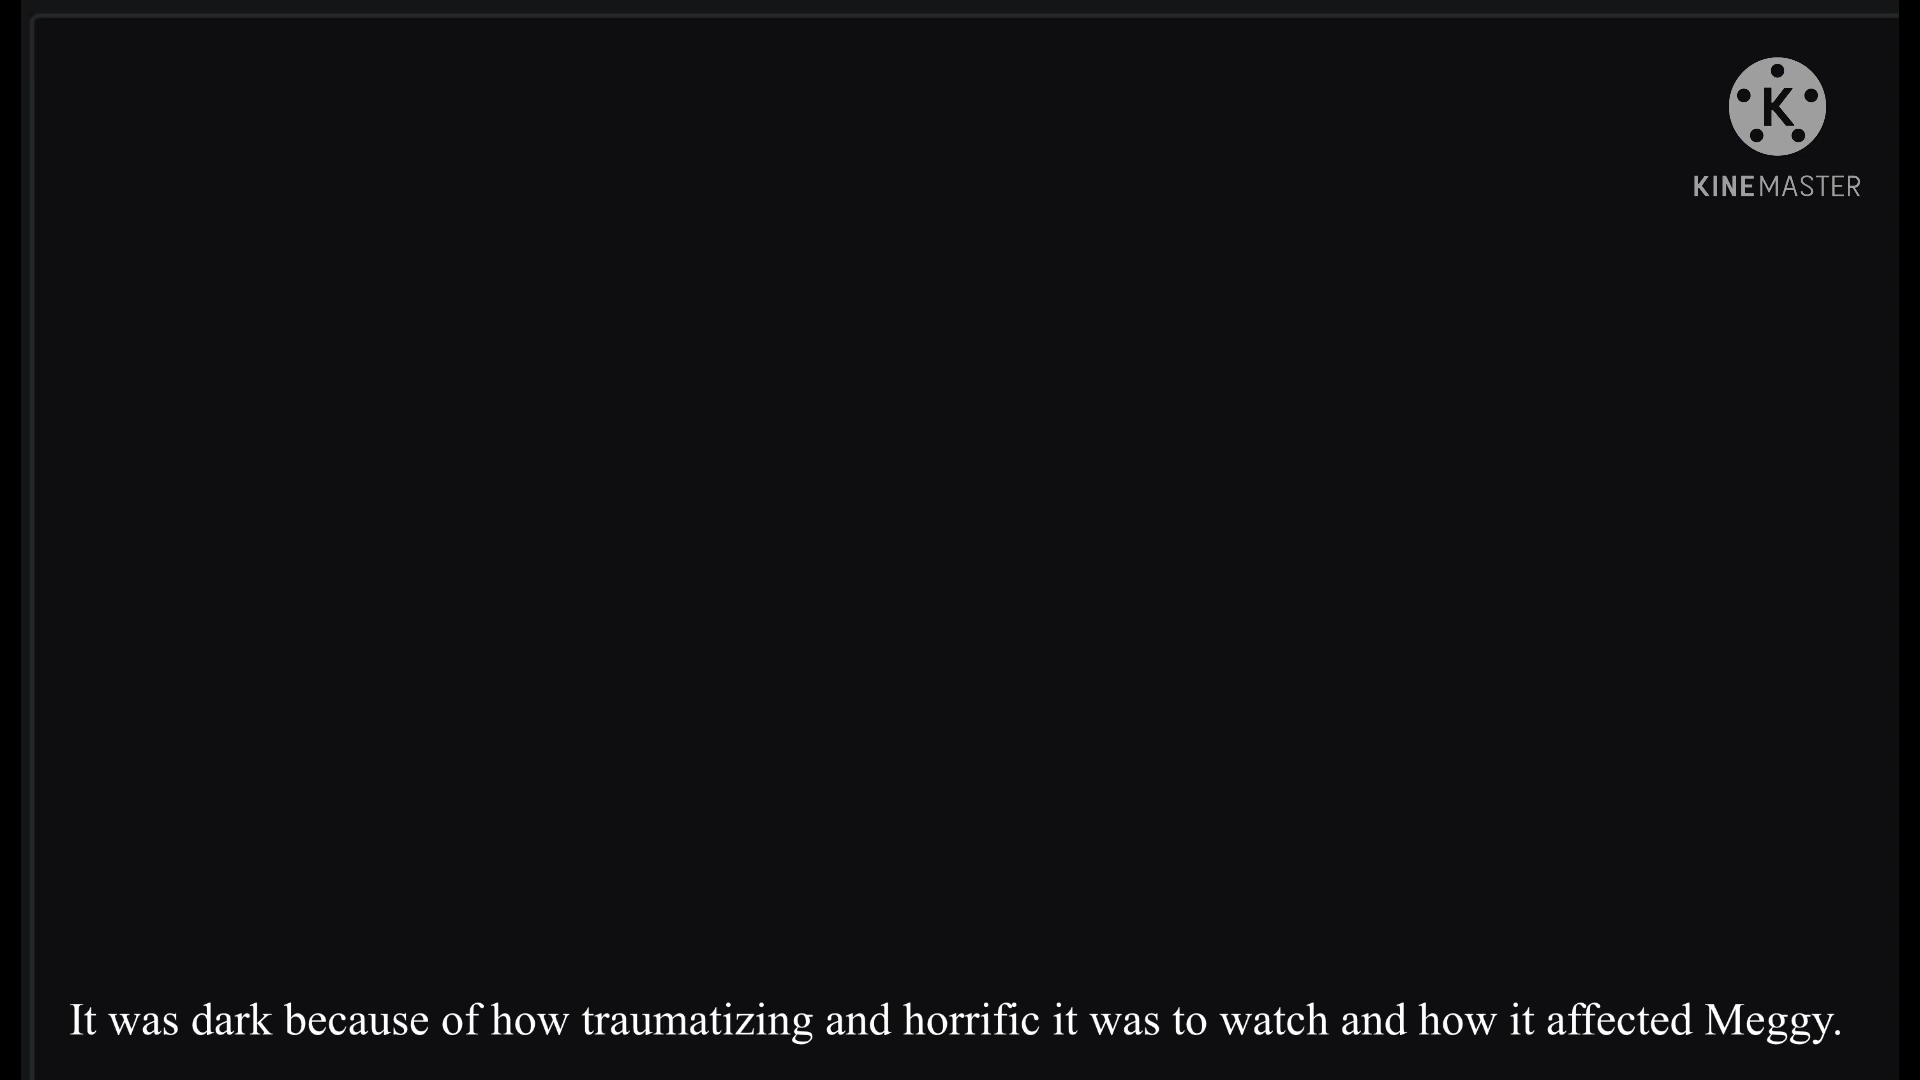 K
KINEMASTER
It was dark because of how traumatizing and horrific it was to watch and how it affected Meggy.